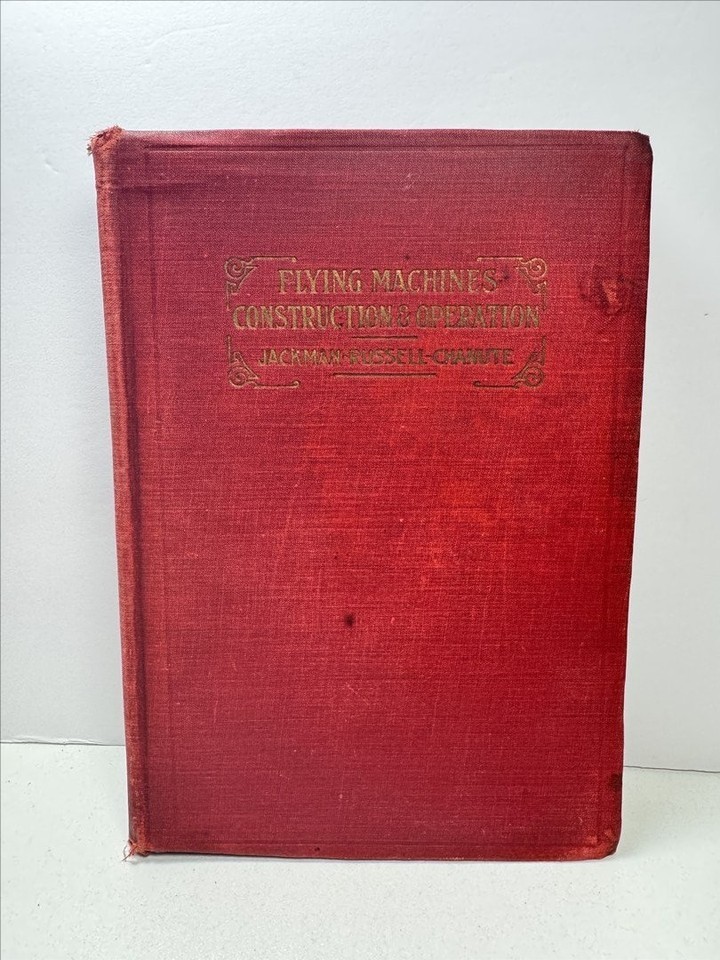 FLYING MACHINES
CONSTRUCTION & OPERATION
JACKMAN-RUSSELL-CHANUTE